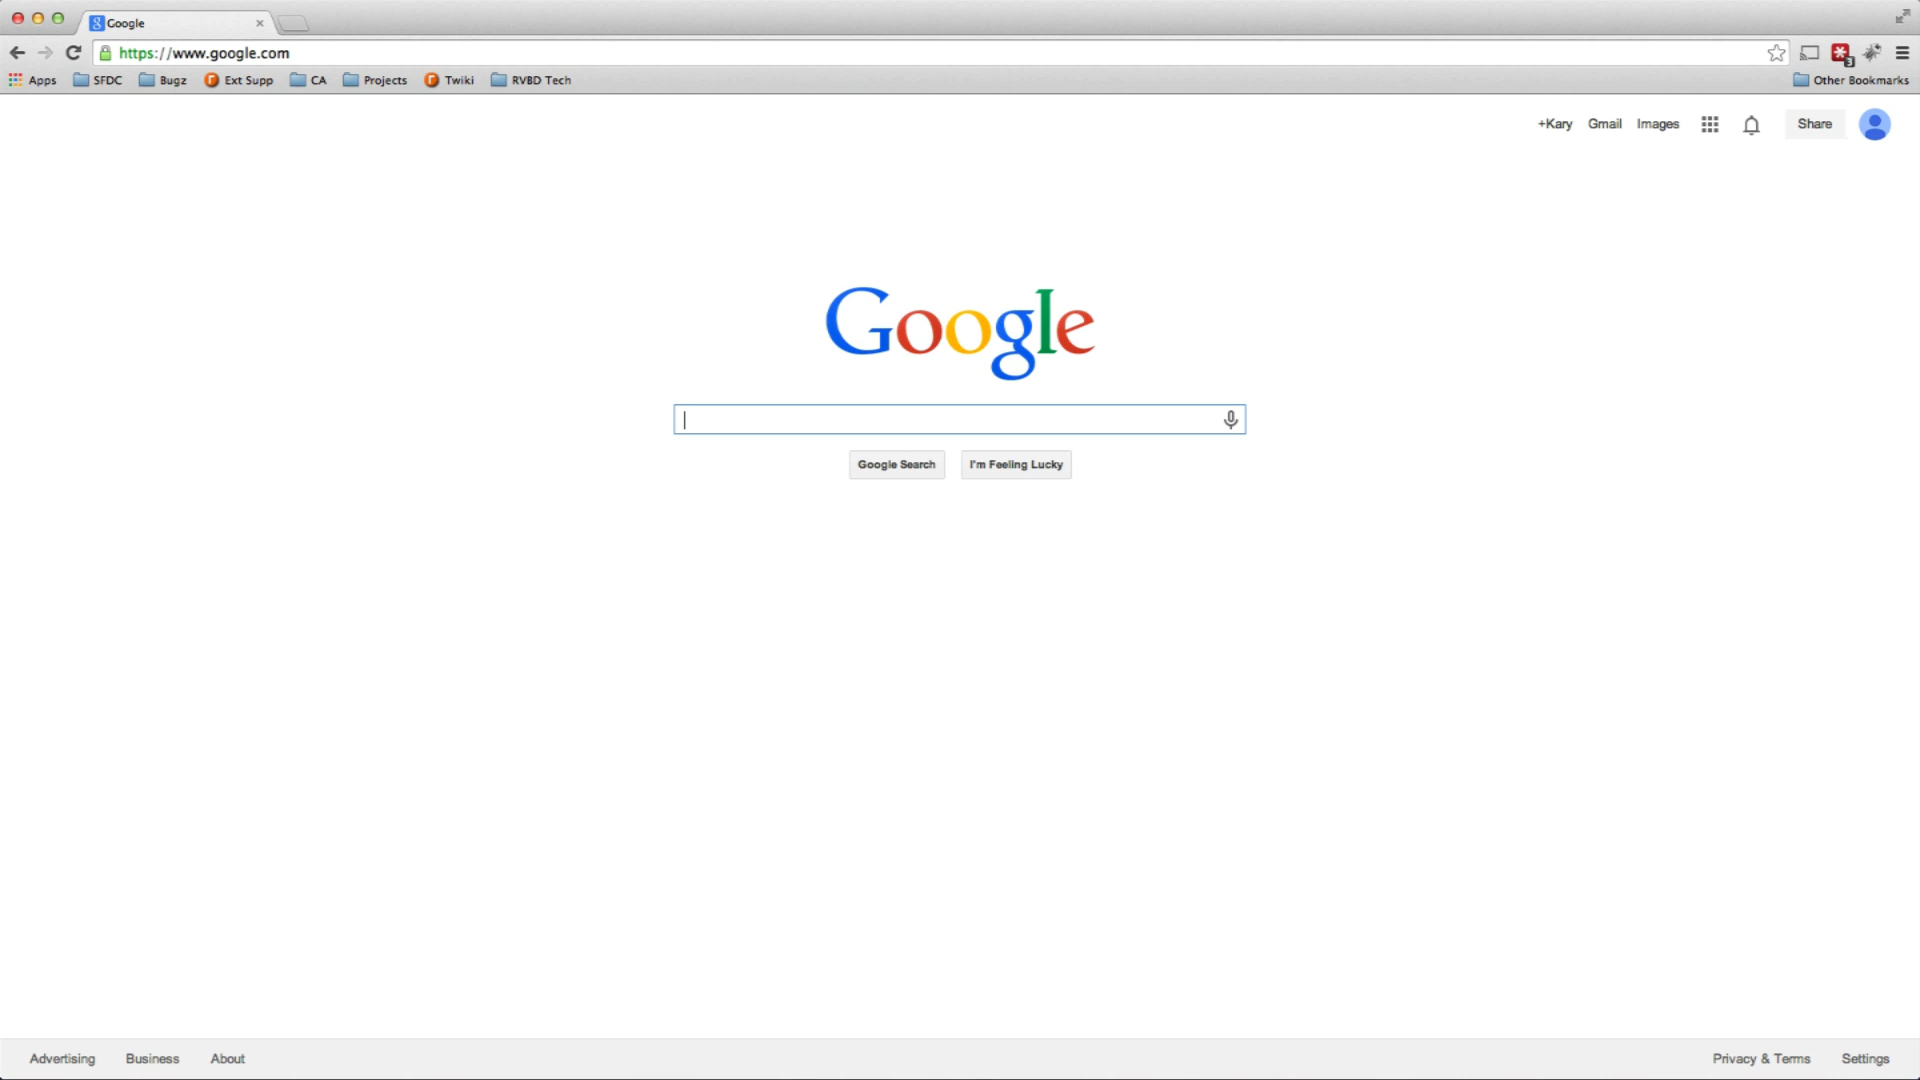 Google
https://www.google.com
3
Apps SFDC Bugz Ext Supp CA Projects Twiki RVBD Tech Other Bookmarks
+Kary Gmail Images Share
Google
Google Search I'm Feeling Lucky
Advertising Business About Privacy & Terms Settings